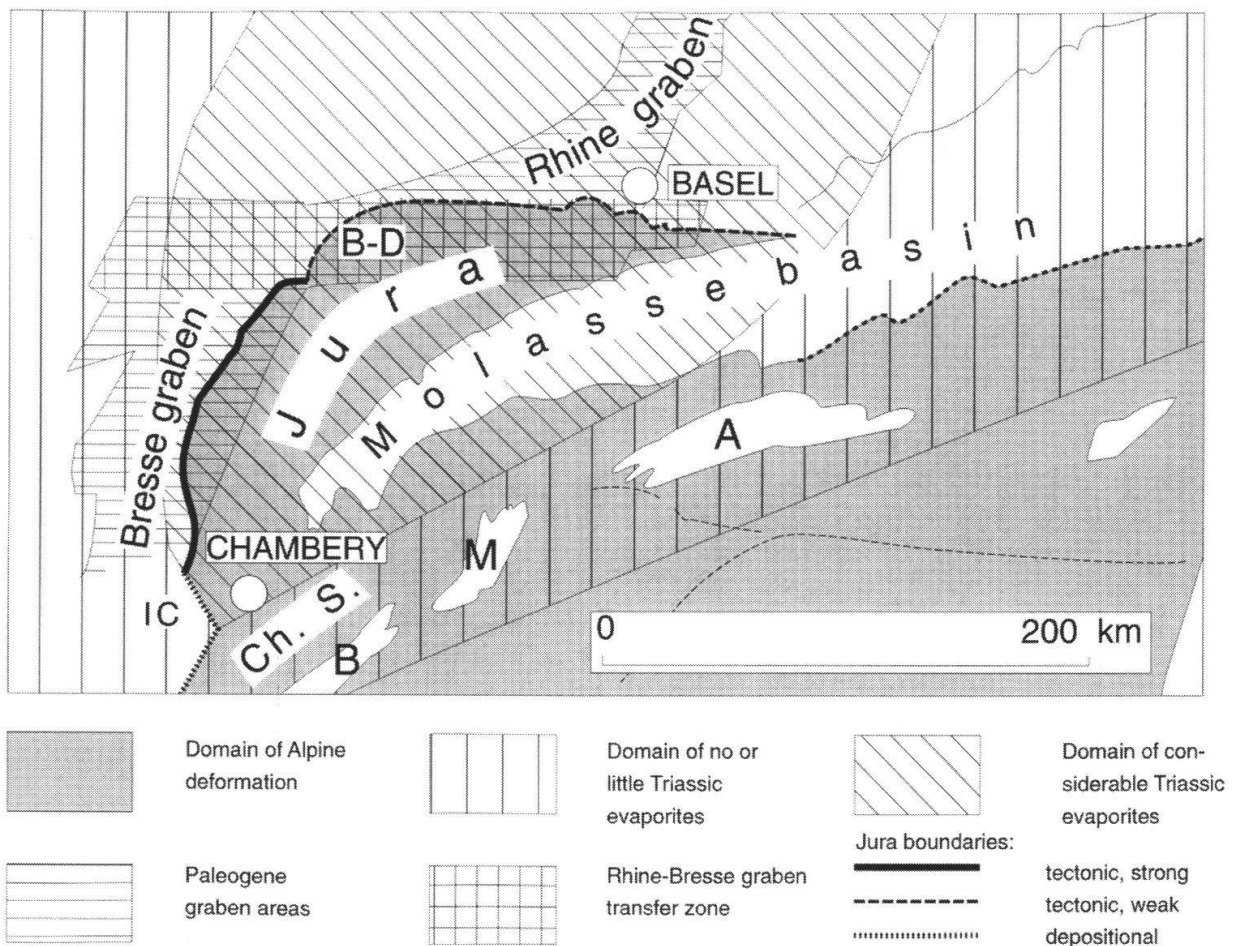 Rhine graben
BASEL
B-D
Jura
Molasse basin
Bresse graben
A
CHAMBERY
M
IC
Ch. S.
B
0 200 km
Domain of Alpine
deformation
Domain of no or
little Triassic
evaporites
Domain of con-
siderable Triassic
evaporites
Paleogene
graben areas
Rhine-Bresse graben
transfer zone
Jura boundaries:
tectonic, strong
tectonic, weak
depositional